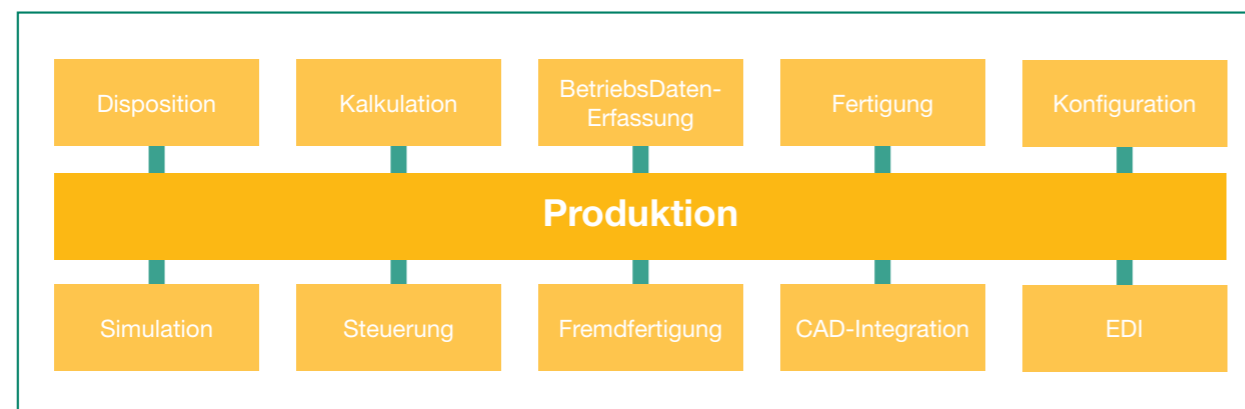 Disposition
Kalkulation
BetriebsDaten-
Erfassung
Fertigung
Konfiguration
Produktion
Simulation
Steuerung
Fremdfertigung
CAD-Integration
EDI